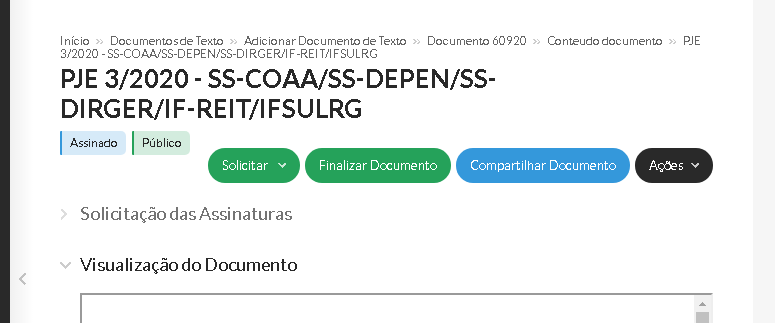 Início » Documentos de Texto » Adicionar Documento de Texto » Documento 60920 » Conteudo documento » PJE
3/2020 - SS-COAA/SS-DEPEN/SS-DIRGER/IF-REIT/IFSULRG
PJE 3/2020 - SS-COAA/SS-DEPEN/SS-
DIRGER/IF-REIT/IFSULRG
Assinado Público
Solicitar Finalizar Documento Compartilhar Documento Ações
Solicitação das Assinaturas
Visualização do Documento